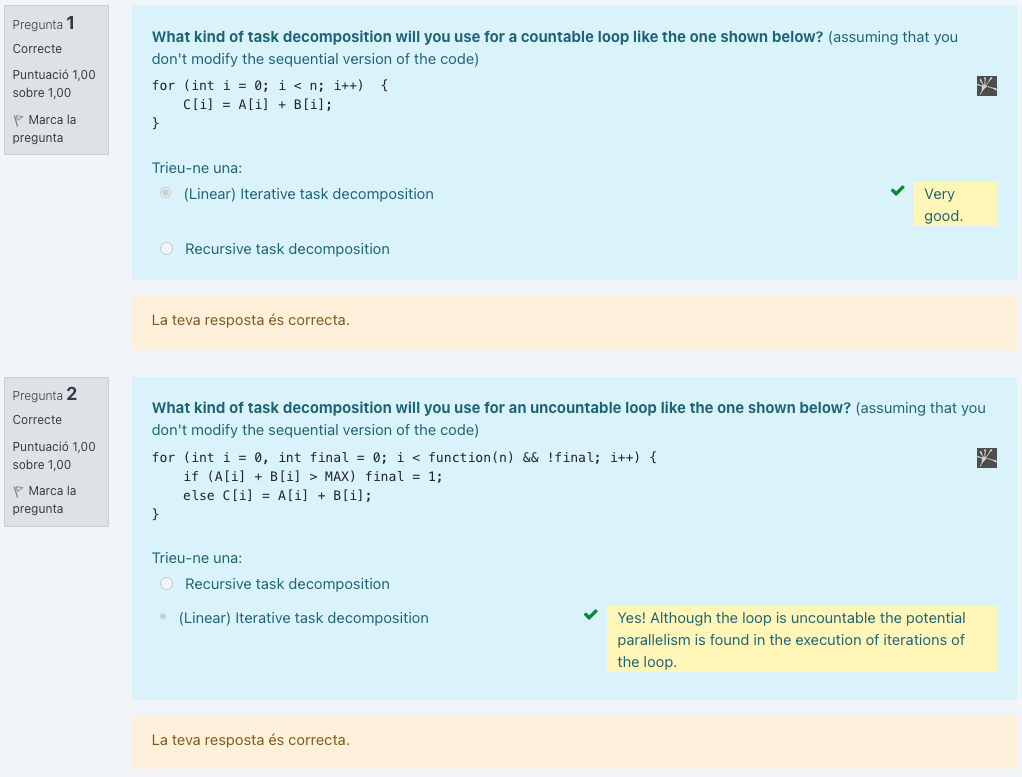 Pregunta 1
Correcte
Puntuació 1,00
sobre 1,00
Marca la
pregunta
What kind of task decomposition will you use for a countable loop like the one shown below? (assuming that you
don't modify the sequential version of the code)
for (int i = 0; i < n; i++)  {
    C[i] = A[i] + B[i];
}
Trieu-ne una:
(Linear) Iterative task decomposition
Very
good.
Recursive task decomposition
La teva resposta és correcta.
Pregunta 2
Correcte
Puntuació 1,00
sobre 1,00
Marca la
pregunta
What kind of task decomposition will you use for an uncountable loop like the one shown below? (assuming that you
don't modify the sequential version of the code)
for (int i = 0, int final = 0; i < function(n) && !final; i++) {
    if (A[i] + B[i] > MAX) final = 1;
    else C[i] = A[i] + B[i];
}
Trieu-ne una:
Recursive task decomposition
(Linear) Iterative task decomposition
Yes! Although the loop is uncountable the potential
parallelism is found in the execution of iterations of
the loop.
La teva resposta és correcta.